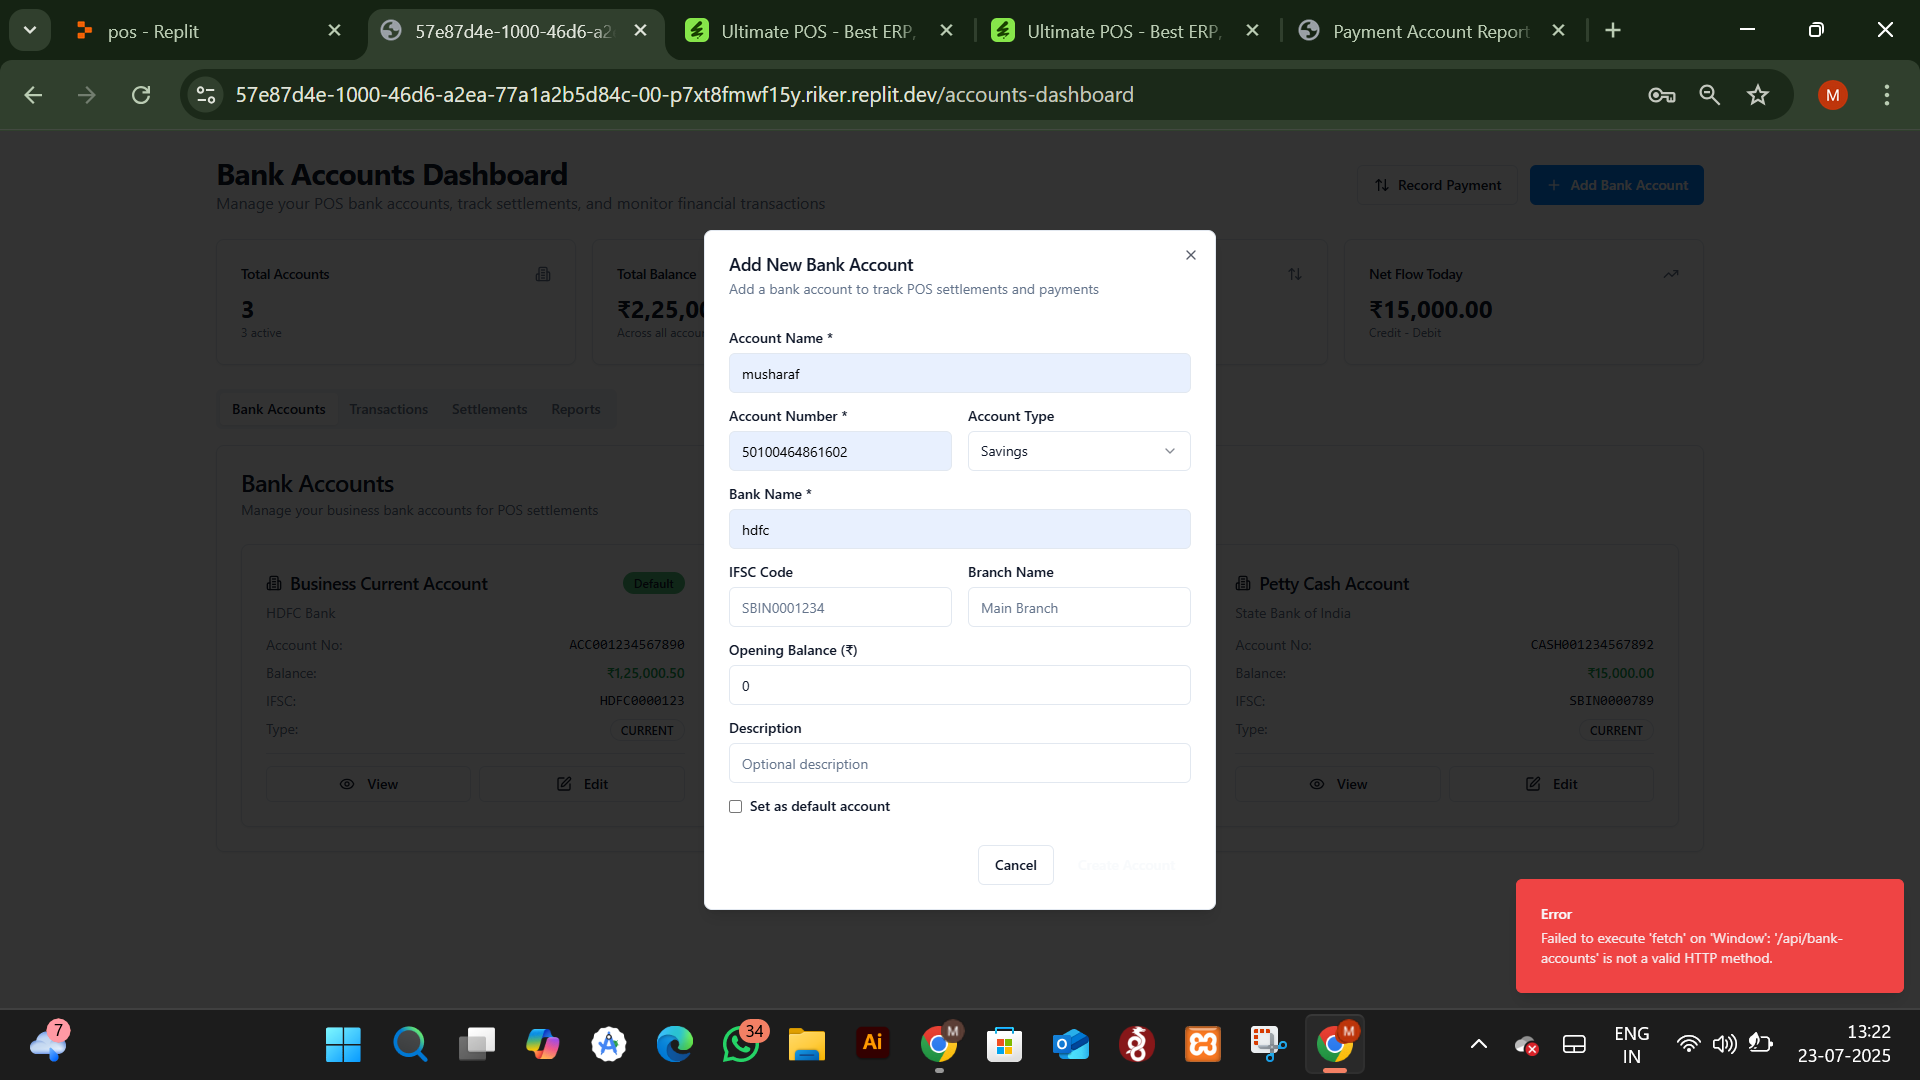 pos - Replit
57e87d4e-1000-46d6-a2
Ultimate POS - Best ERP,
Ultimate POS - Best ERP,
Payment Account Report
57e87d4e-1000-46d6-a2ea-77a1a2b5d84c-00-p7xt8fmwf15y.riker.replit.dev/accounts-dashboard
M
Bank Accounts Dashboard
Manage your POS bank accounts, track settlements, and monitor financial transactions
Record Payment
Add Bank Account
Total Accounts
3
3 active
Total Balance
₹2,25,0
Across all accou
Net Flow Today
₹15,000.00
Credit - Debit
Bank Accounts
Transactions
Settlements
Reports
Bank Accounts
Manage your business bank accounts for POS settlements
Business Current Account
Default
HDFC Bank
Account No:
ACC001234567890
Balance:
₹1,25,000.50
IFSC:
HDFC0000123
Type:
CURRENT
View
Edit
Petty Cash Account
State Bank of India
Account No:
CASH001234567892
Balance:
₹15,000.00
IFSC:
SBIN0000789
Type:
CURRENT
View
Edit
Add New Bank Account
Add a bank account to track POS settlements and payments
Account Name *
musharaf
Account Number *
Account Type
50100464861602
Savings
Bank Name *
hdfc
IFSC Code
Branch Name
SBIN0001234
Main Branch
Opening Balance (₹)
0
Description
Optional description
Set as default account
Cancel
Create Account
Error
Failed to execute 'fetch' on 'Window': '/api/bank-
accounts' is not a valid HTTP method.
7
34
Ai
M
M
ENG
IN
13:22
23-07-2025